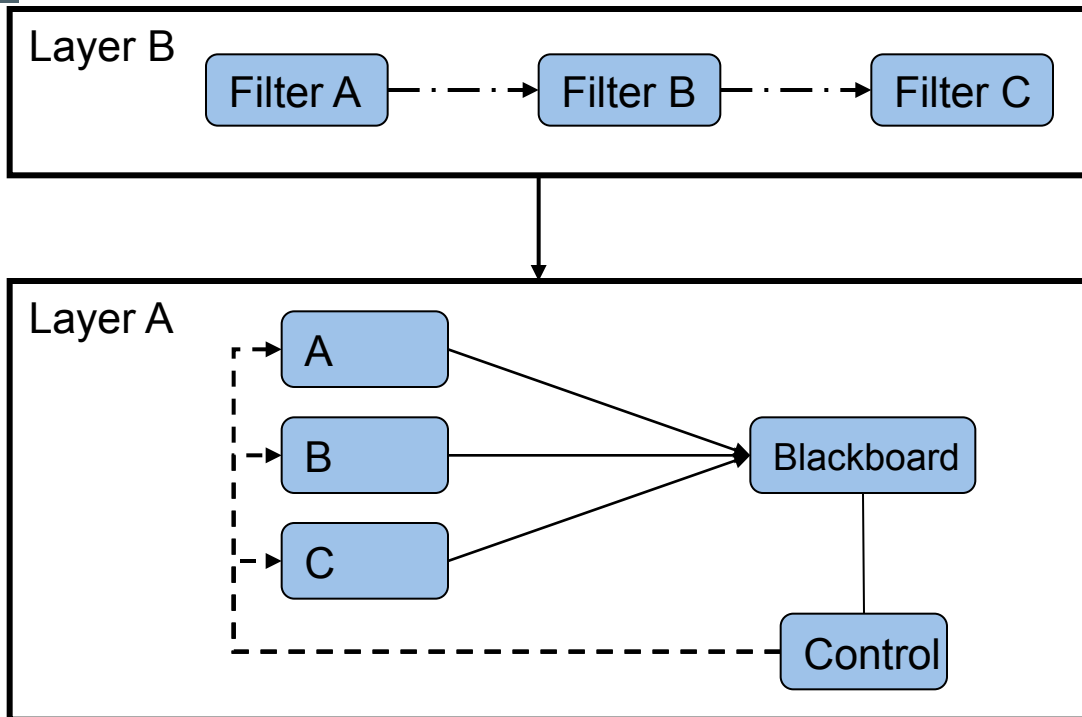 Layer B
Filter A
Filter B
Filter C
Layer A
A
B
C
Blackboard
Control